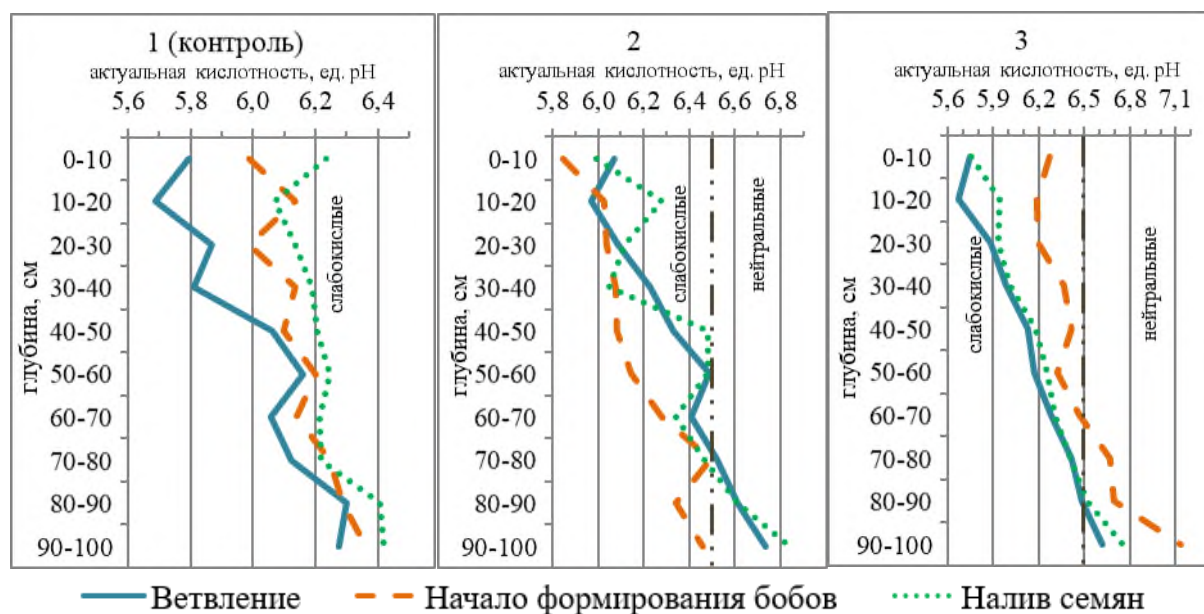 1 (контроль)
актуальная кислотность, ед. рН
5,6 5,8 6,0 6,2 6,4
глубина, см
0-10
10-20
20-30
30-40
40-50
50-60
60-70
70-80
80-90
90-100
слабокислые
2
актуальная кислотность, ед. рН
5,8 6,0 6,2 6,4 6,6 6,8
глубина, см
0-10
10-20
20-30
30-40
40-50
50-60
60-70
70-80
80-90
90-100
слабокислые
нейтральные
3
актуальная кислотность, ед. рН
5,6 5,9 6,2 6,5 6,8 7,1
глубина, см
0-10
10-20
20-30
30-40
40-50
50-60
60-70
70-80
80-90
90-100
слабокислые
нейтральные
Ветвление Начало формирования бобов Налив семян